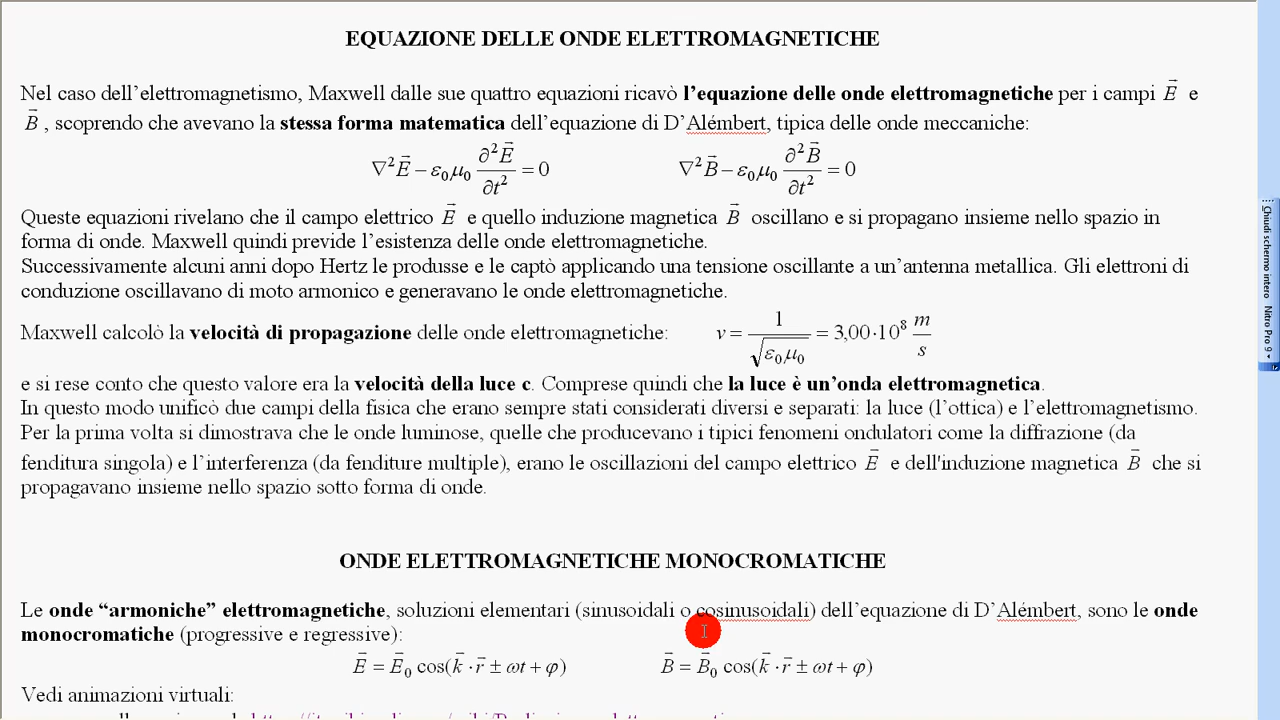 EQUAZIONE DELLE ONDE ELETTROMAGNETICHE
Nel caso dell'elettromagnetismo, Maxwell dalle sue quattro equazioni ricavò l'equazione delle onde elettromagnetiche per i campi E⃗ e
B⃗ , scoprendo che avevano la stessa forma matematica dell'equazione di D'Alémbert, tipica delle onde meccaniche:
∇²E⃗ − ε₀μ₀ ∂²E⃗/∂t² = 0 ∇²B⃗ − ε₀μ₀ ∂²B⃗/∂t² = 0
Queste equazioni rivelano che il campo elettrico E⃗ e quello induzione magnetica B⃗ oscillano e si propagano insieme nello spazio in
forma di onde. Maxwell quindi previde l'esistenza delle onde elettromagnetiche.
Successivamente alcuni anni dopo Hertz le produsse e le captò applicando una tensione oscillante a un'antenna metallica. Gli elettroni di
conduzione oscillavano di moto armonico e generavano le onde elettromagnetiche.
Maxwell calcolò la velocità di propagazione delle onde elettromagnetiche: v = 1/√(ε₀μ₀) = 3,00·10⁸ m/s
e si rese conto che questo valore era la velocità della luce c. Comprese quindi che la luce è un'onda elettromagnetica.
In questo modo unificò due campi della fisica che erano sempre stati considerati diversi e separati: la luce (l'ottica) e l'elettromagnetismo.
Per la prima volta si dimostrava che le onde luminose, quelle che producevano i tipici fenomeni ondulatori come la diffrazione (da
fenditura singola) e l'interferenza (da fenditure multiple), erano le oscillazioni del campo elettrico E⃗ e dell'induzione magnetica B⃗ che si
propagavano insieme nello spazio sotto forma di onde.
ONDE ELETTROMAGNETICHE MONOCROMATICHE
Le onde “armoniche” elettromagnetiche, soluzioni elementari (sinusoidali o cosinusoidali) dell'equazione di D'Alémbert, sono le onde
monocromatiche (progressive e regressive):
E⃗ = E⃗₀ cos(k⃗ · r⃗ ± ωt + φ) B⃗ = B⃗₀ cos(k⃗ · r⃗ ± ωt + φ)
Vedi animazioni virtuali:
Chiudi schermo intero Nitro Pro 9